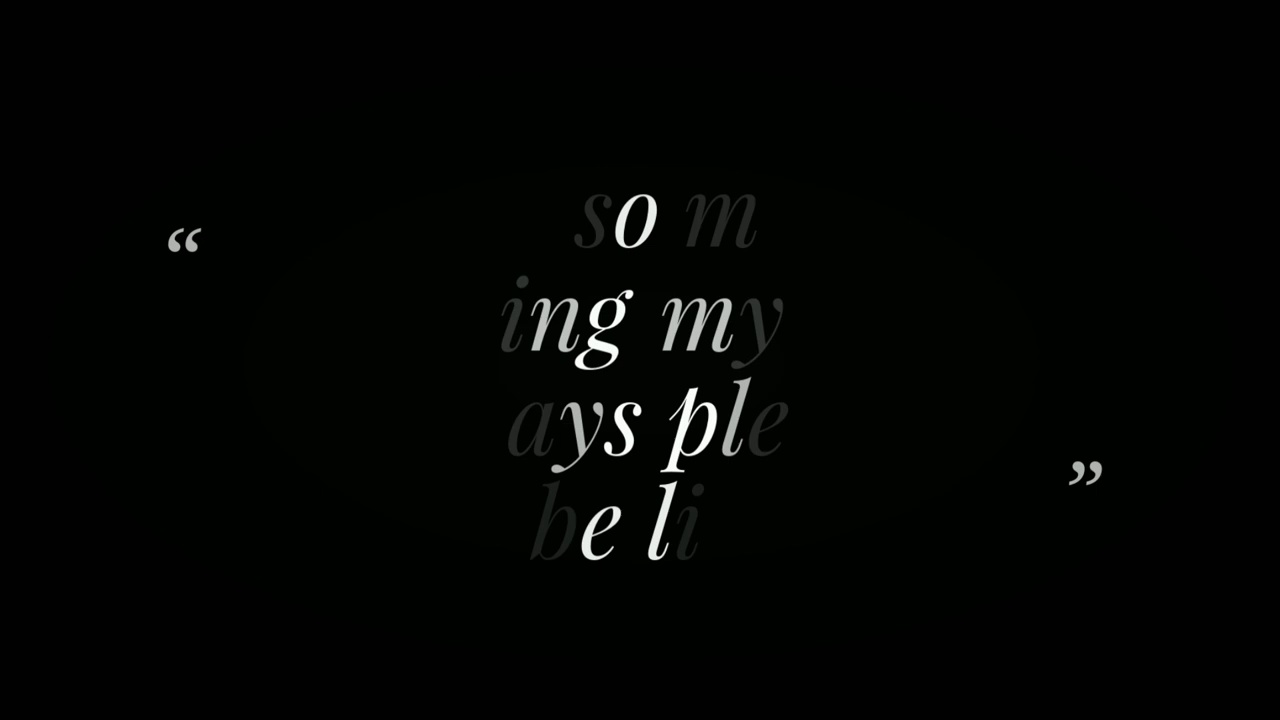 “
so m
ing my
ays ple
be li
”